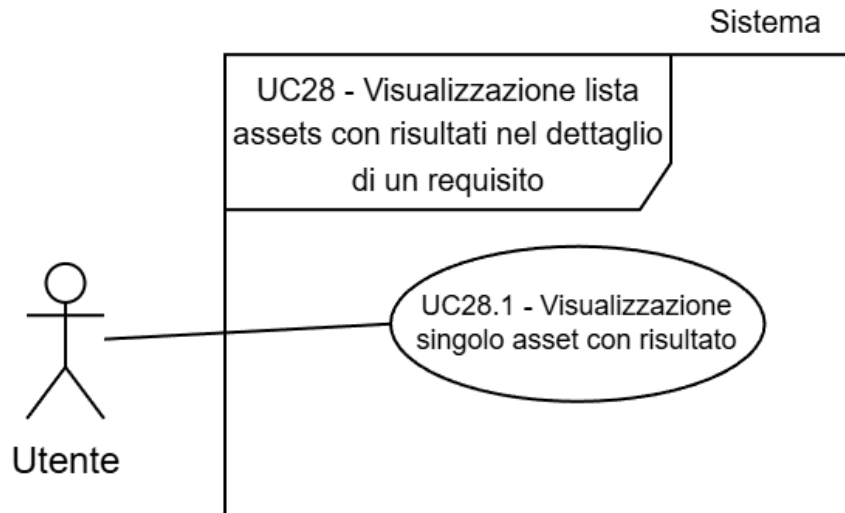 Sistema
UC28 - Visualizzazione lista
assets con risultati nel dettaglio
di un requisito
UC28.1 - Visualizzazione
singolo asset con risultato
Utente